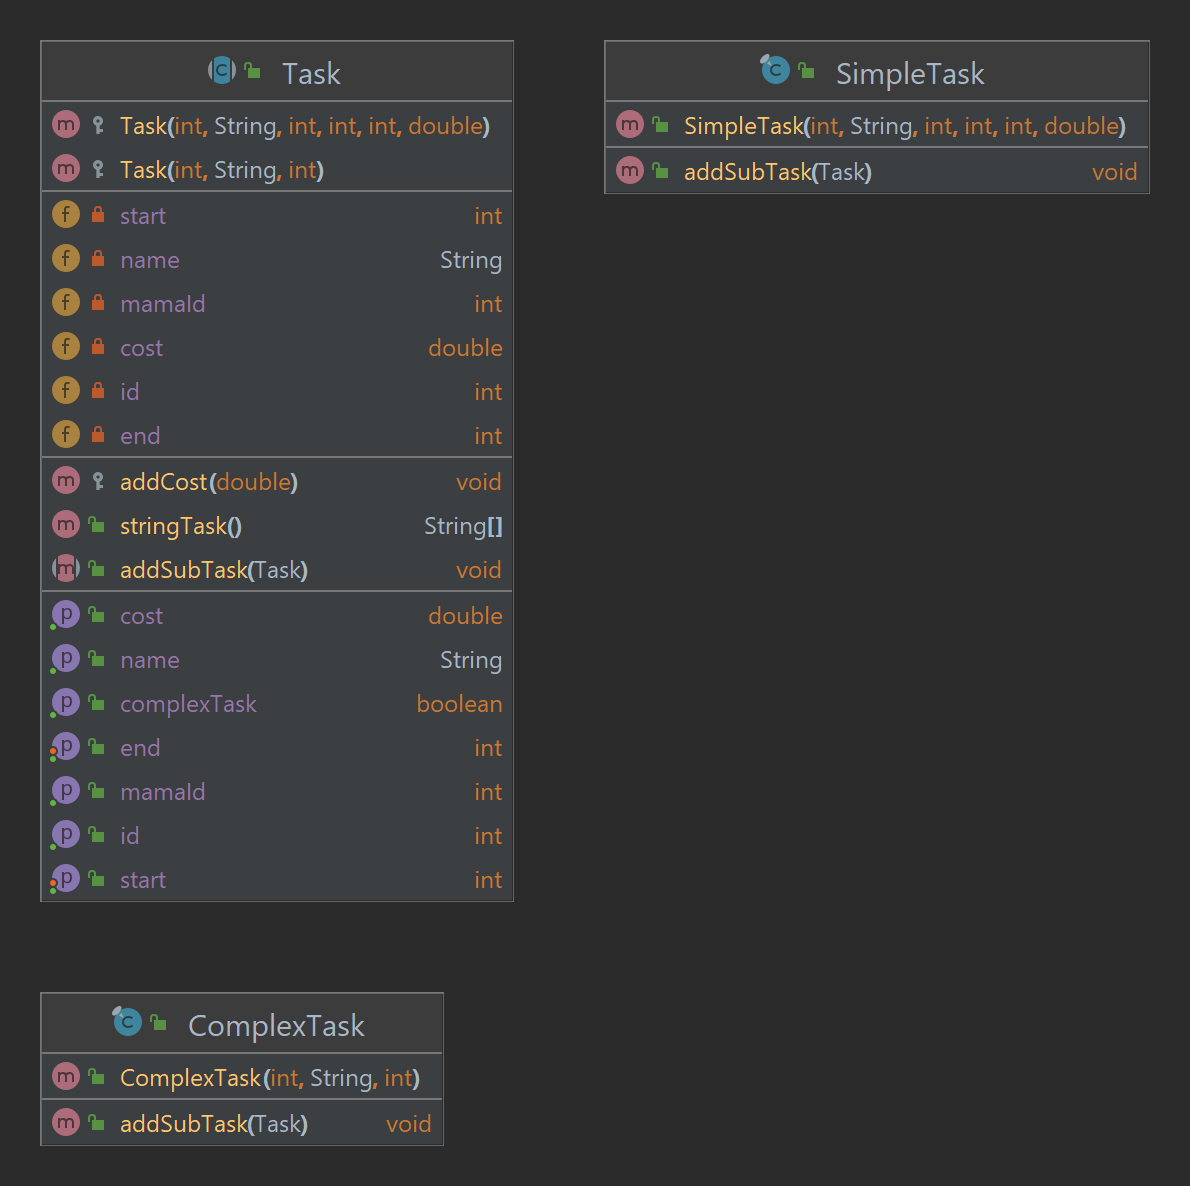 Task
Task(int, String, int, int, int, double)
Task(int, String, int)
start int
name String
mamaId int
cost double
id int
end int
addCost(double) void
stringTask() String[]
addSubTask(Task) void
cost double
name String
complexTask boolean
end int
mamaId int
id int
start int
SimpleTask
SimpleTask(int, String, int, int, int, double)
addSubTask(Task) void
ComplexTask
ComplexTask(int, String, int)
addSubTask(Task) void